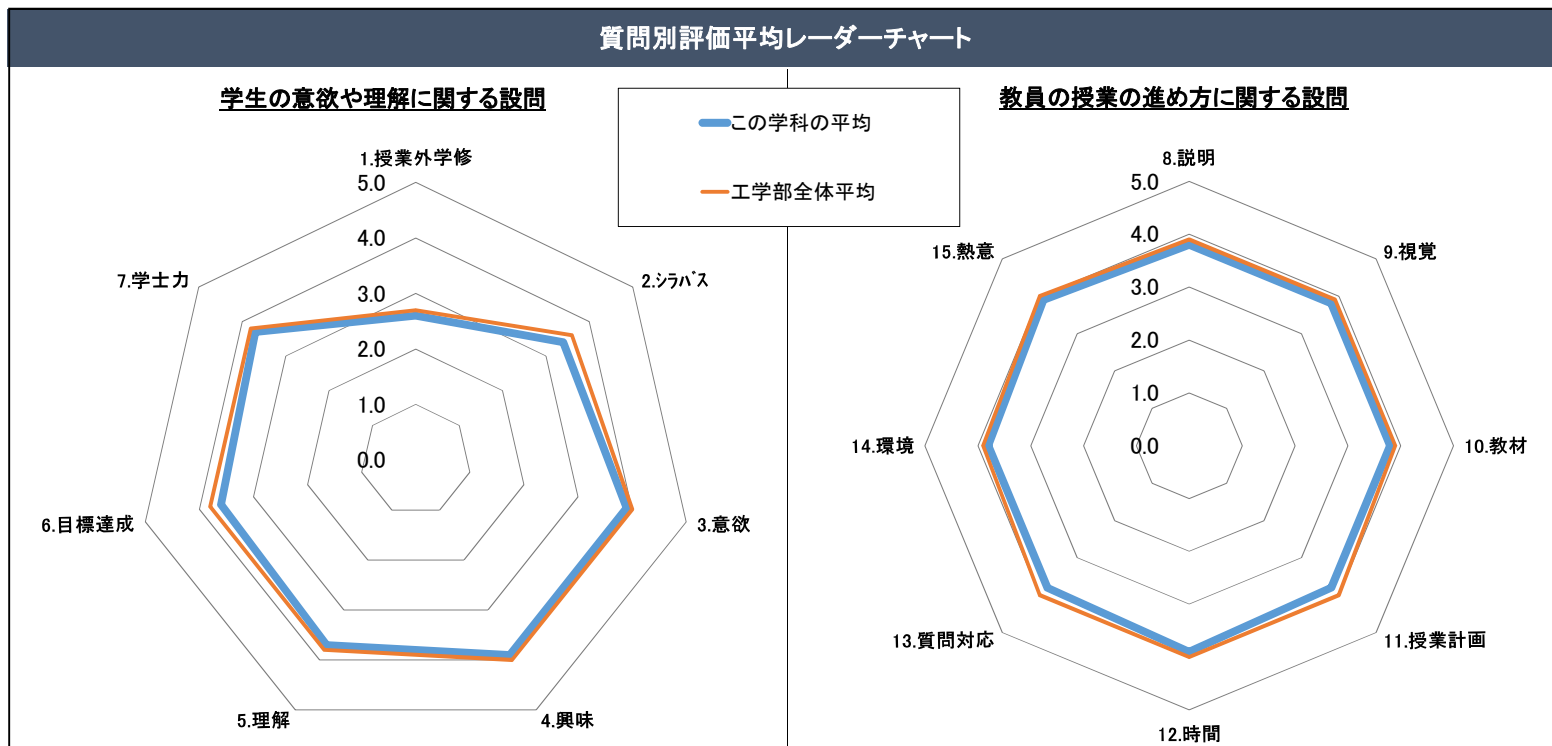 質問別評価平均レーダーチャート
学生の意欲や理解に関する設問
この学科の平均
工学部全体平均
1.授業外学修
5.0
4.0
3.0
2.0
1.0
0.0
2.ｼﾗﾊﾞｽ
3.意欲
4.興味
5.理解
6.目標達成
7.学士力
教員の授業の進め方に関する設問
8.説明
5.0
4.0
3.0
2.0
1.0
0.0
9.視覚
10.教材
11.授業計画
12.時間
13.質問対応
14.環境
15.熱意